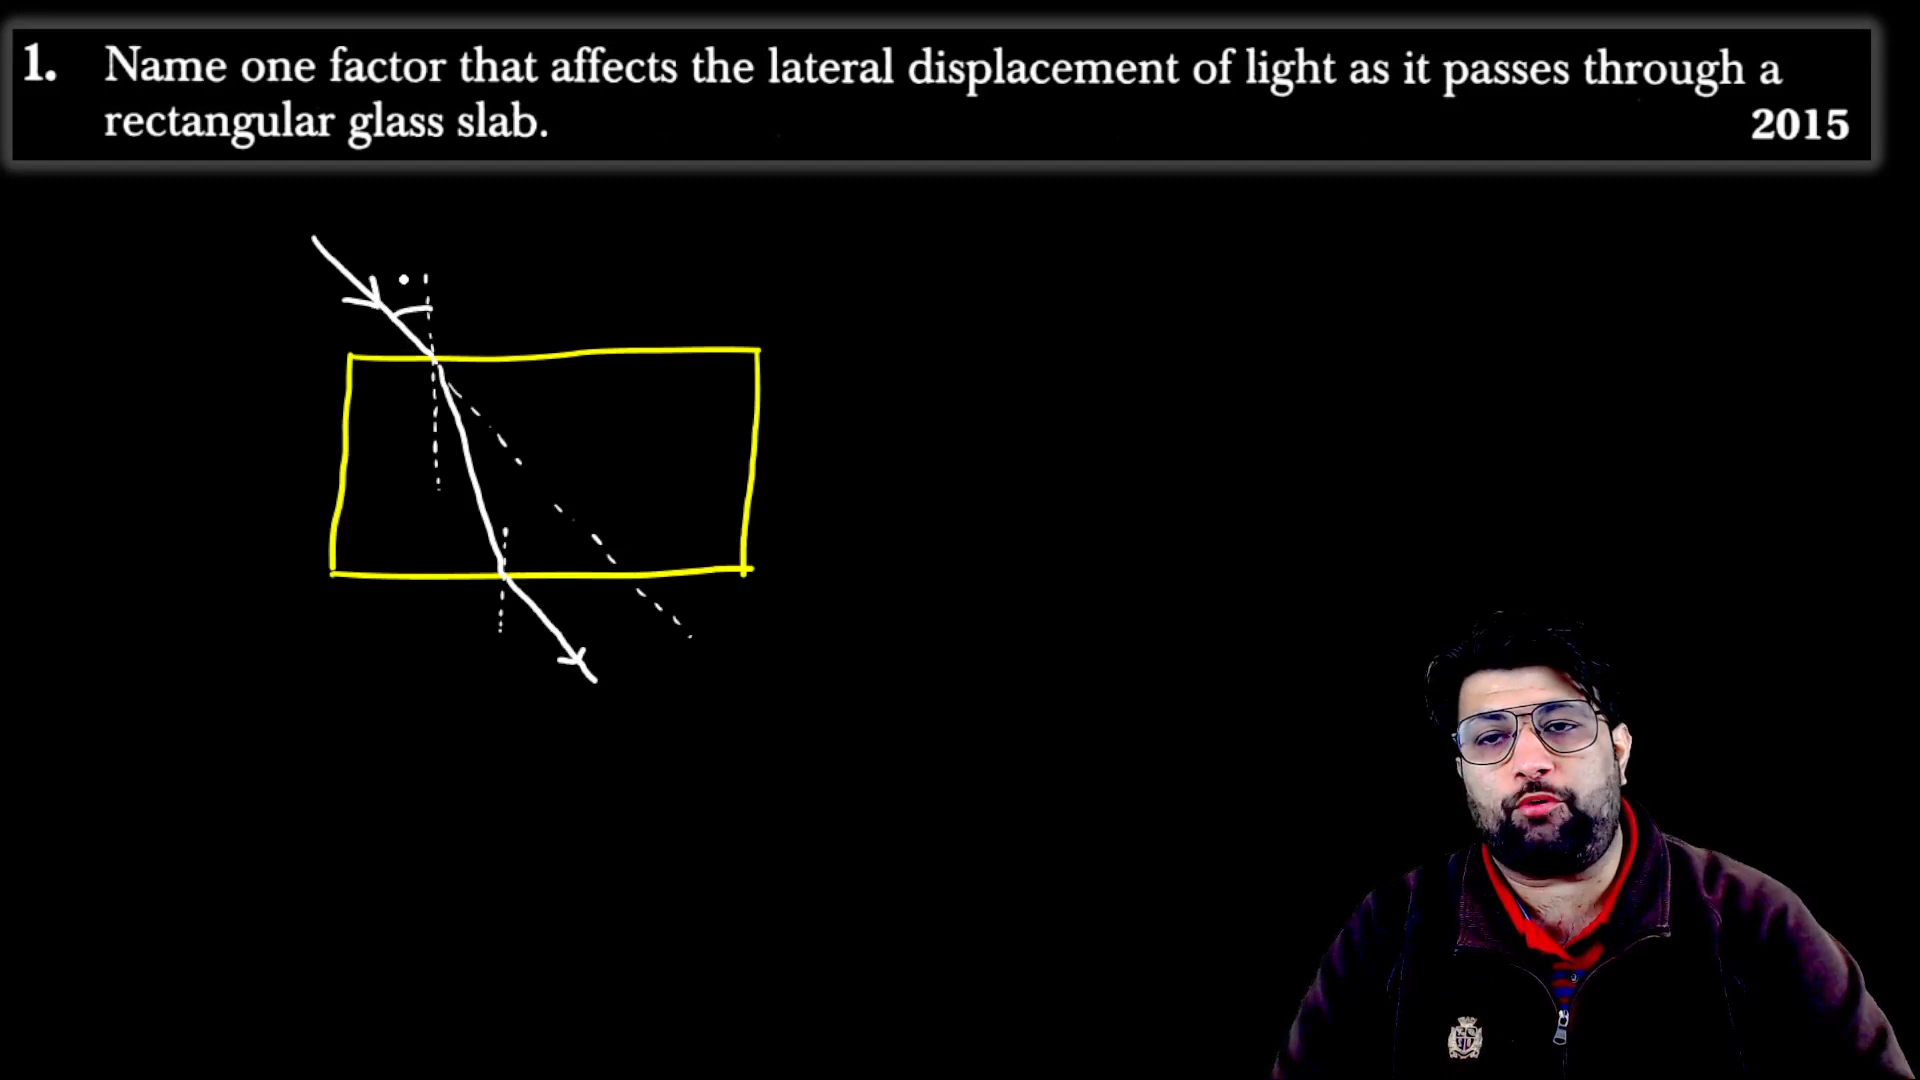 1. Name one factor that affects the lateral displacement of light as it passes through a
rectangular glass slab. 2015